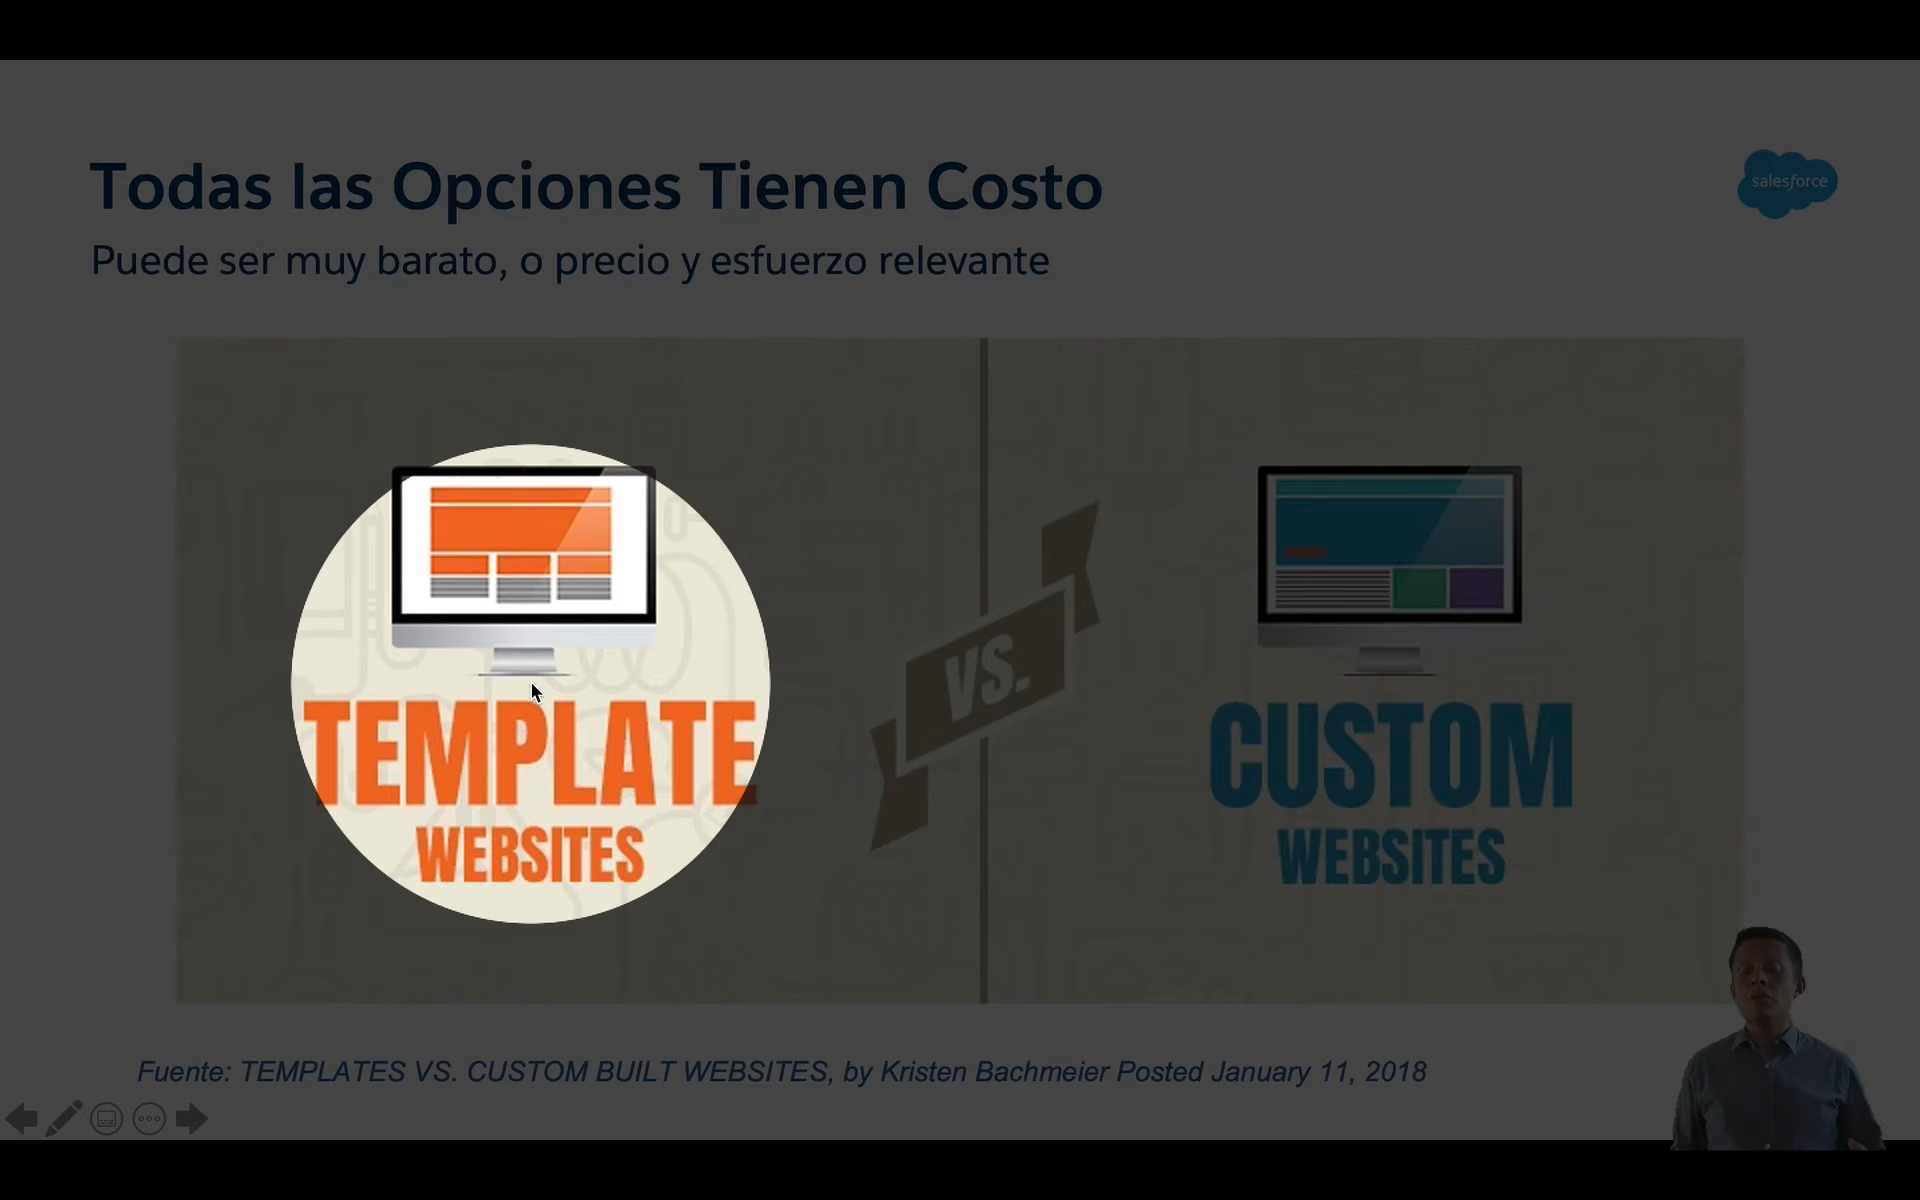 Todas las Opciones Tienen Costo
salesforce
Puede ser muy barato, o precio y esfuerzo relevante
VS.
TEMPLATE
WEBSITES
CUSTOM
WEBSITES
Fuente: TEMPLATES VS. CUSTOM BUILT WEBSITES, by Kristen Bachmeier Posted January 11, 2018